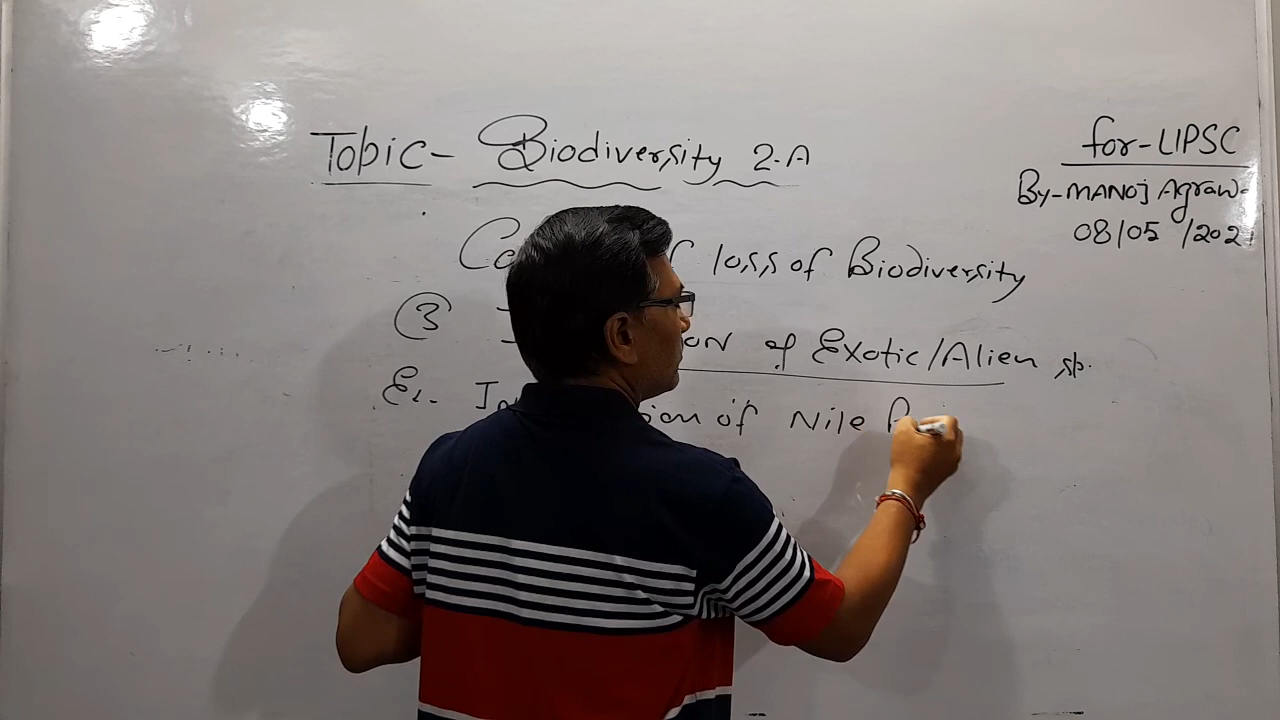 Topic- Biodiversity 2.A
for-UPSC
By-MANOJ Agraw
08/05/202
loss of Biodiversity
③ of Exotic/Alien sp.
Ex. of Nile